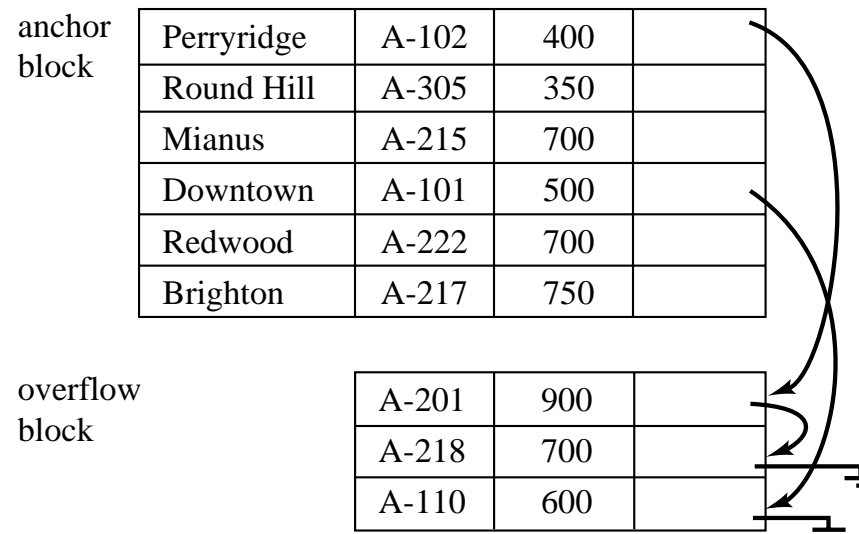 anchor
block
Perryridge A-102 400
Round Hill A-305 350
Mianus A-215 700
Downtown A-101 500
Redwood A-222 700
Brighton A-217 750
overflow
block
A-201 900
A-218 700
A-110 600